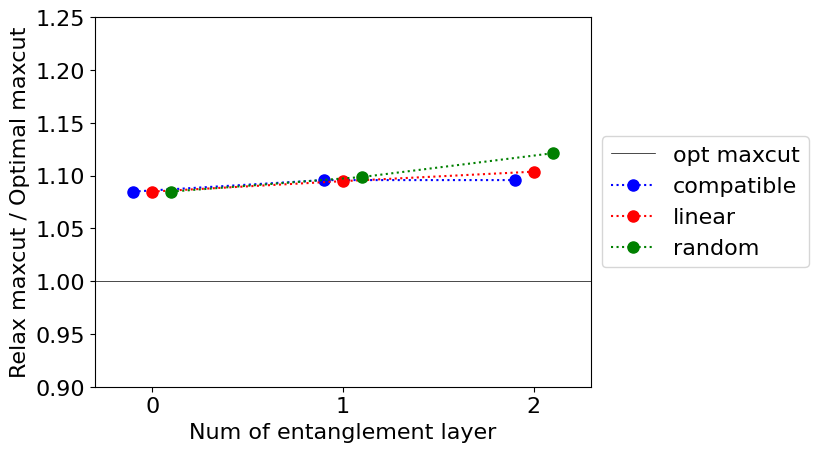 Relax maxcut / Optimal maxcut
1.25
1.20
1.15
1.10
1.05
1.00
0.95
0.90
0
1
2
Num of entanglement layer
opt maxcut
compatible
linear
random